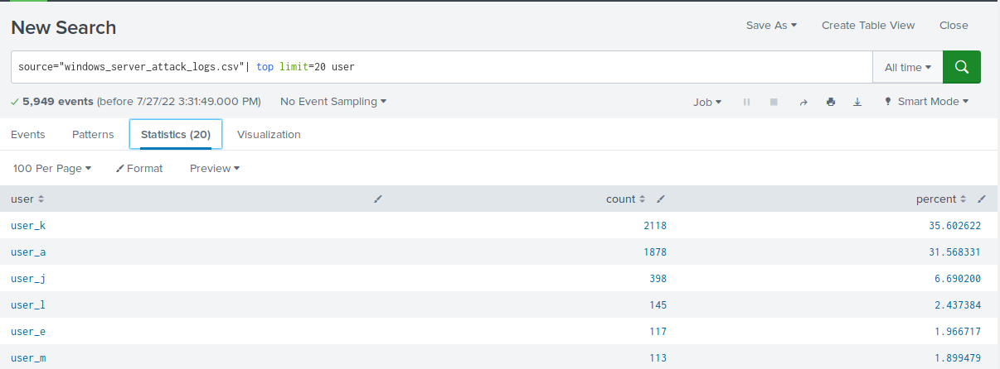 New Search
Save As Create Table View Close
source="windows_server_attack_logs.csv"| top limit=20 user
All time
5,949 events (before 7/27/22 3:31:49.000 PM) No Event Sampling
Job Smart Mode
Events Patterns Statistics (20) Visualization
100 Per Page Format Preview
user count percent
user_k 2118 35.602622
user_a 1878 31.568331
user_j 398 6.690200
user_l 145 2.437384
user_e 117 1.966717
user_m 113 1.899479